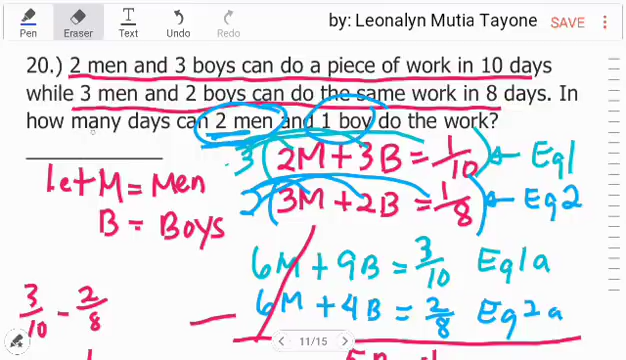 by: Leonalyn Mutia Tayone
Pen
Eraser
Text
Undo
Redo
20.) 2 men and 3 boys can do a piece of work in 10 days
while 3 men and 2 boys can do the same work in 8 days. In
how many days can 2 men and 1 boy do the work?
Let M = Men
B = Boys
3(2M + 3B = 1/10) ← Eq1
2(3M + 2B = 1/8) ← Eq2
6M + 9B = 3/10 Eq1a
6M + 4B = 2/8 Eq2a
3/10 - 2/8
11/15